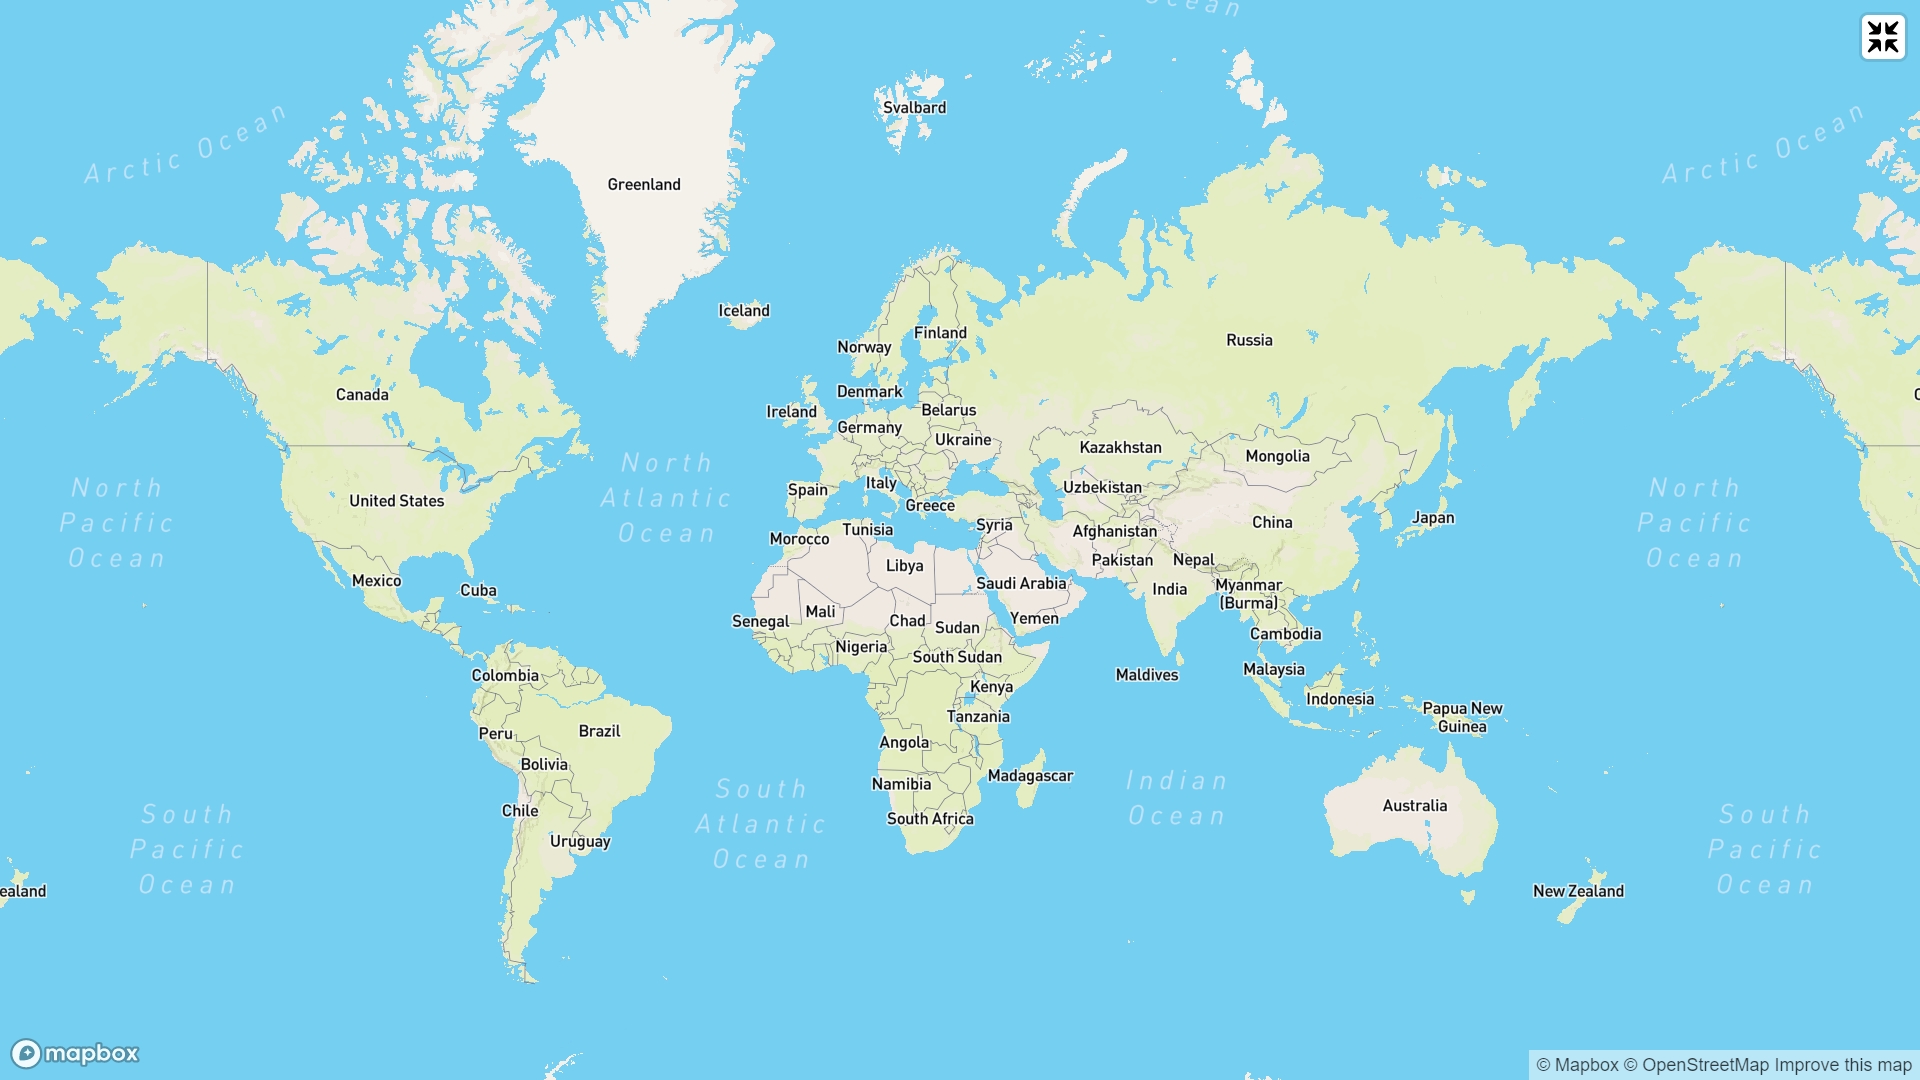 Ocean
Svalbard
Arctic Ocean
Arctic Ocean
Greenland
Iceland
Finland
Norway
Russia
Canada
Denmark
Ireland
Belarus
Germany
Ukraine
Kazakhstan
Mongolia
North
Atlantic
Ocean
Italy
Uzbekistan
Spain
United States
Greece
North
Pacific
Ocean
North
Pacific
Ocean
Japan
China
Syria
Tunisia
Afghanistan
Morocco
Pakistan
Nepal
Libya
Mexico
Saudi Arabia
Myanmar
(Burma)
India
Cuba
Mali
Yemen
Senegal
Chad
Sudan
Cambodia
Nigeria
South Sudan
Malaysia
Maldives
Colombia
Kenya
Indonesia
Papua New
Guinea
Tanzania
Brazil
Peru
Angola
Bolivia
Madagascar
Namibia
Indian
Ocean
South
Atlantic
Ocean
Australia
Chile
South Africa
South
Pacific
Ocean
South
Pacific
Ocean
Uruguay
ealand
New Zealand
mapbox
© Mapbox © OpenStreetMap Improve this map